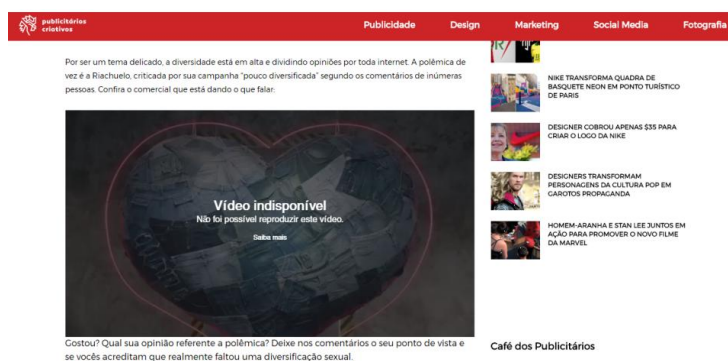 publicitários
criativos
Publicidade
Design
Marketing
Social Media
Fotografia
Por ser um tema delicado, a diversidade está em alta e dividindo opiniões por toda internet. A polêmica de
vez é a Riachuelo, criticada por sua campanha "pouco diversificada" segundo os comentários de inúmeras
pessoas. Confira o comercial que está dando o que falar:
Vídeo indisponível
Não foi possível reproduzir este vídeo.
Saiba mais
Gostou? Qual sua opinião referente a polêmica? Deixe nos comentários o seu ponto de vista e
se vocês acreditam que realmente faltou uma diversificação sexual.
NIKE TRANSFORMA QUADRA DE
BASQUETE NEON EM PONTO TURÍSTICO
DE PARIS
DESIGNER COBROU APENAS $35 PARA
CRIAR O LOGO DA NIKE
DESIGNERS TRANSFORMAM
PERSONAGENS DA CULTURA POP EM
GAROTOS PROPAGANDA
HOMEM-ARANHA E STAN LEE JUNTOS EM
AÇÃO PARA PROMOVER O NOVO FILME
DA MARVEL
Café dos Publicitários